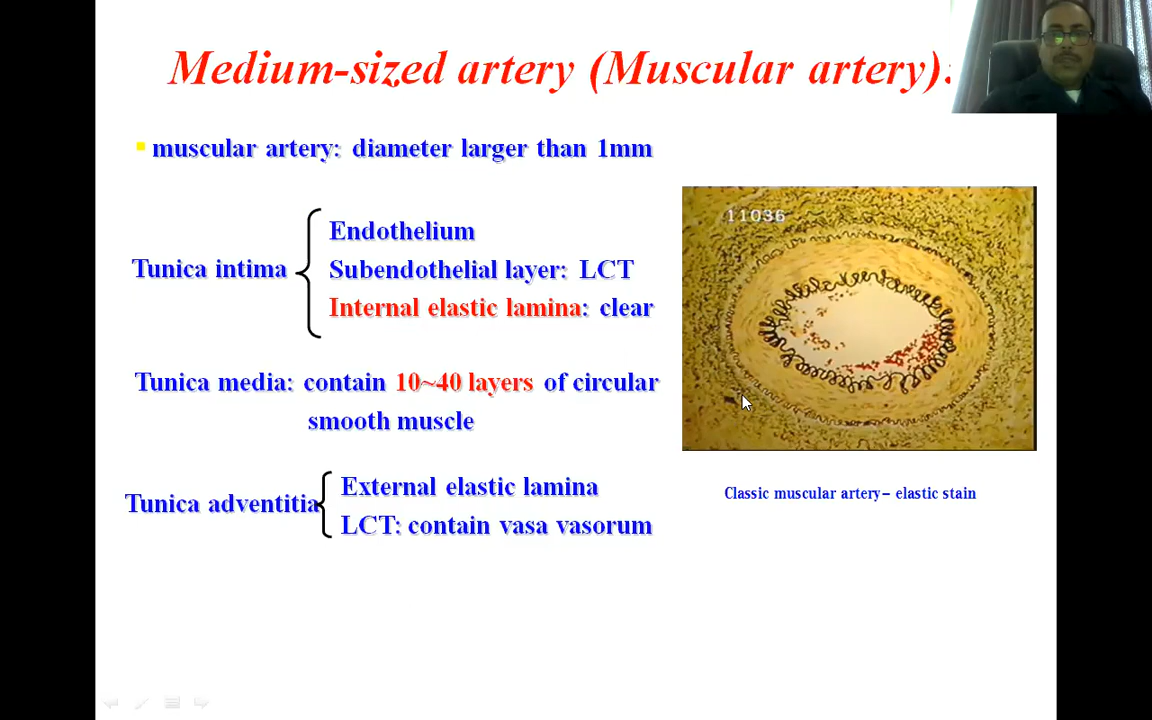 Medium-sized artery (Muscular artery):
muscular artery: diameter larger than 1mm
11036
Endothelium
Tunica intima
Subendothelial layer: LCT
Internal elastic lamina: clear
Tunica media: contain 10~40 layers of circular
smooth muscle
External elastic lamina
Tunica adventitia
LCT: contain vasa vasorum
Classic muscular artery– elastic stain